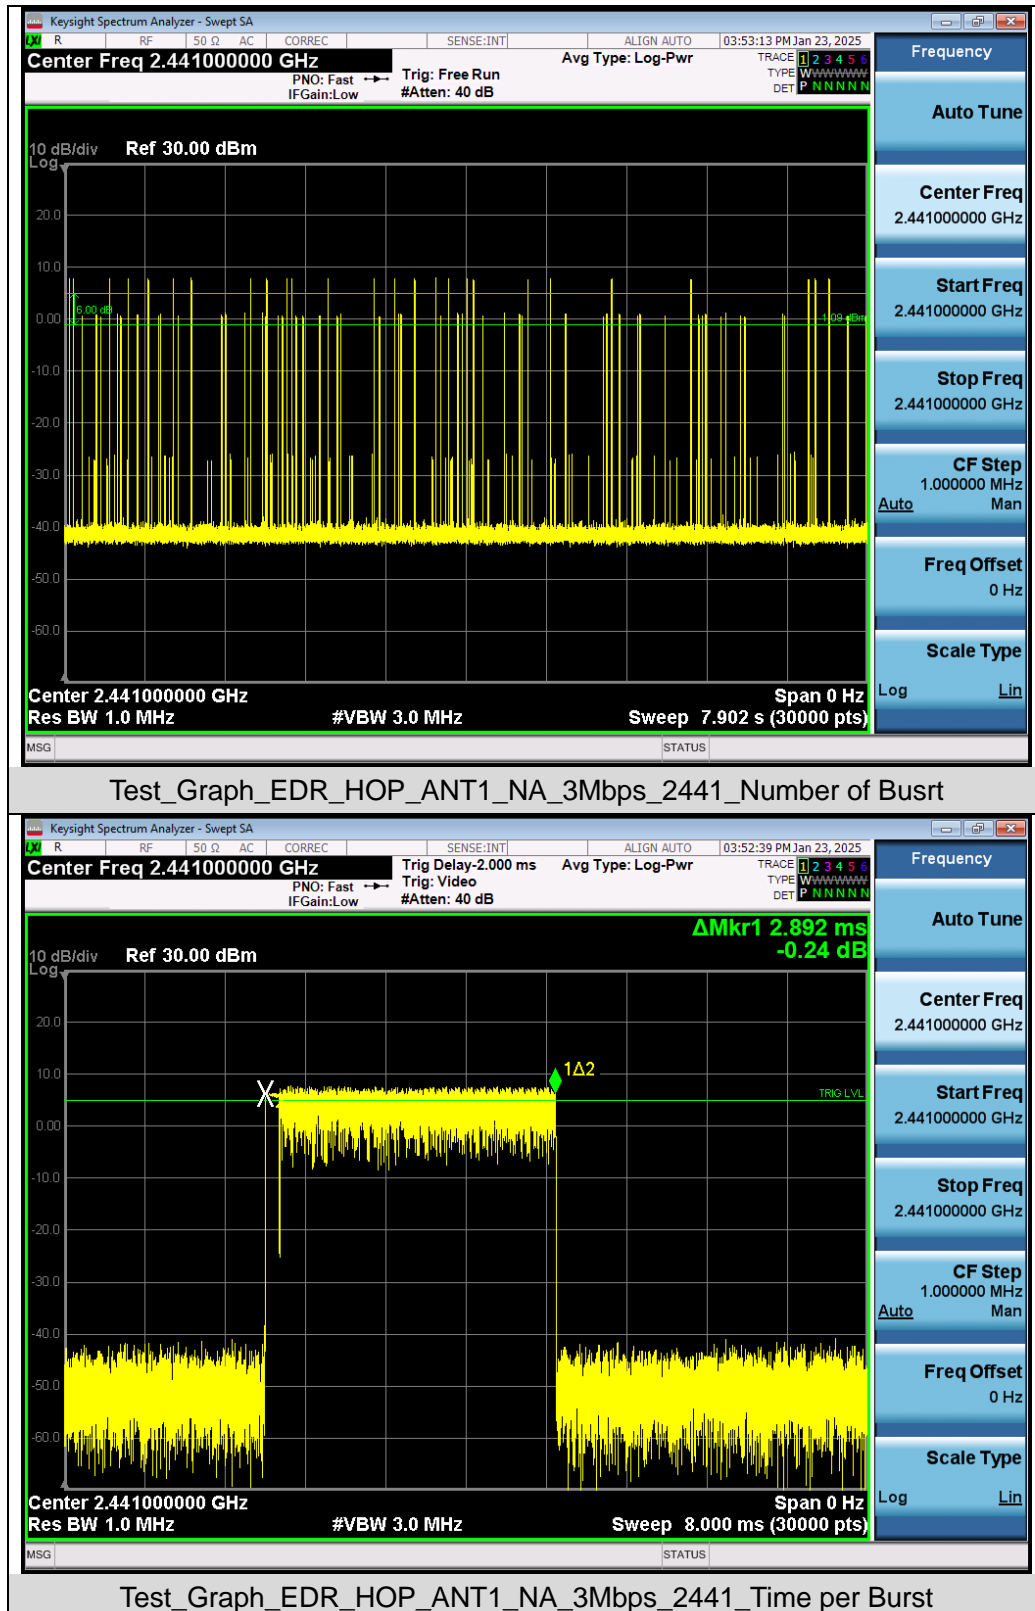 Keysight Spectrum Analyzer - Swept SA
LXI R RF 50 Ω AC CORREC SENSE:INT ALIGN AUTO 03:53:13 PM Jan 23, 2025
Center Freq 2.441000000 GHz Avg Type: Log-Pwr TRACE 1 2 3 4 5 6
PNO: Fast Trig: Free Run TYPE WWWWWW
IFGain:Low #Atten: 40 dB DET P N N N N N
10 dB/div Ref 30.00 dBm
Log
20.0
10.0
6.00 dB
0.00
-1.09 dBm
-10.0
-20.0
-30.0
-40.0
-50.0
-60.0
Center 2.441000000 GHz Span 0 Hz
Res BW 1.0 MHz #VBW 3.0 MHz Sweep 7.902 s (30000 pts)
MSG STATUS
Frequency
Auto Tune
Center Freq
2.441000000 GHz
Start Freq
2.441000000 GHz
Stop Freq
2.441000000 GHz
CF Step
1.000000 MHz
Auto Man
Freq Offset
0 Hz
Scale Type
Log Lin
Test_Graph_EDR_HOP_ANT1_NA_3Mbps_2441_Number of Busrt
Keysight Spectrum Analyzer - Swept SA
LXI R RF 50 Ω AC CORREC SENSE:INT ALIGN AUTO 03:52:39 PM Jan 23, 2025
Center Freq 2.441000000 GHz Trig Delay-2.000 ms Avg Type: Log-Pwr TRACE 1 2 3 4 5 6
PNO: Fast Trig: Video TYPE WWWWWW
IFGain:Low #Atten: 40 dB DET P N N N N N
ΔMkr1 2.892 ms
-0.24 dB
10 dB/div Ref 30.00 dBm
Log
20.0
10.0
1Δ2
TRIG LVL
0.00
-10.0
-20.0
-30.0
-40.0
-50.0
-60.0
Center 2.441000000 GHz Span 0 Hz
Res BW 1.0 MHz #VBW 3.0 MHz Sweep 8.000 ms (30000 pts)
MSG STATUS
Frequency
Auto Tune
Center Freq
2.441000000 GHz
Start Freq
2.441000000 GHz
Stop Freq
2.441000000 GHz
CF Step
1.000000 MHz
Auto Man
Freq Offset
0 Hz
Scale Type
Log Lin
Test_Graph_EDR_HOP_ANT1_NA_3Mbps_2441_Time per Burst